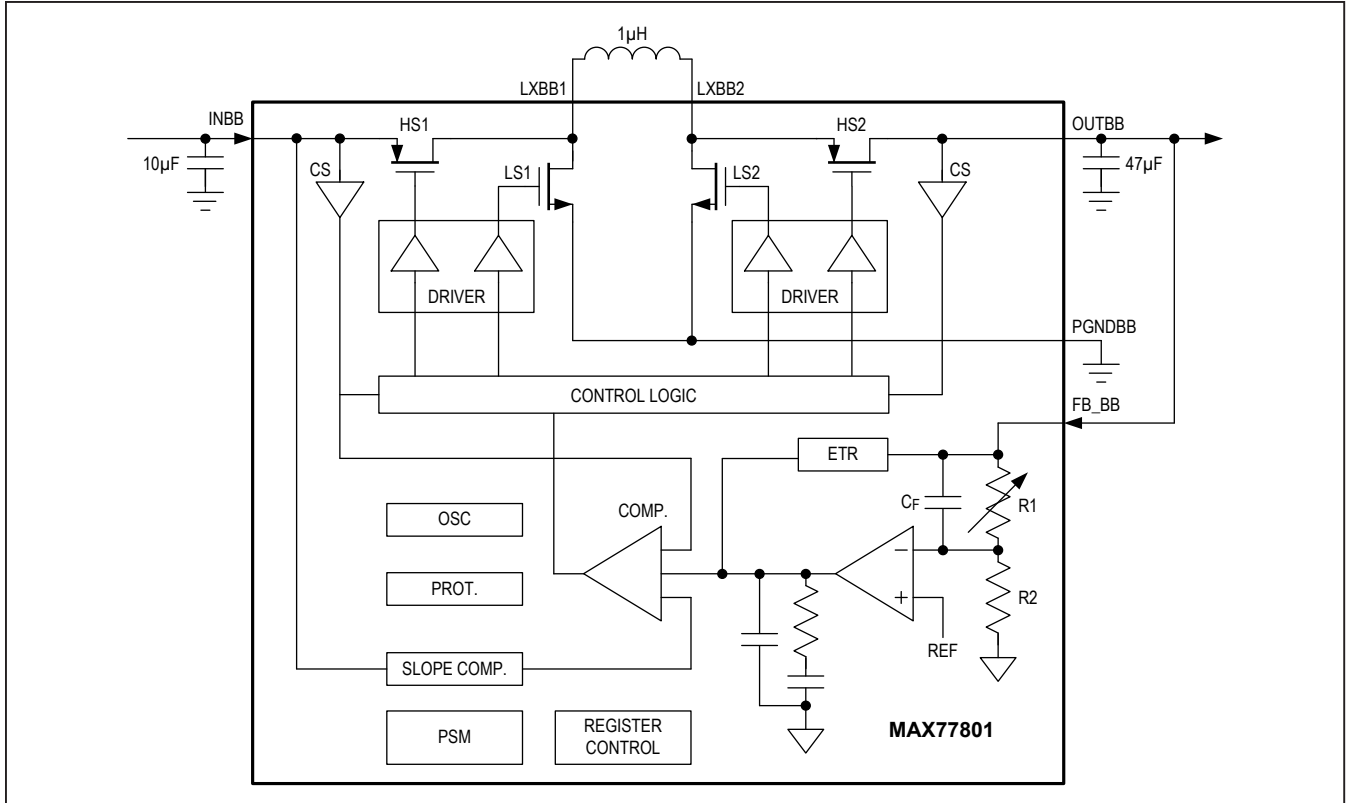 1µH
LXBB1
LXBB2
INBB
HS1
HS2
OUTBB
10µF
CS
LS1
LS2
CS
47µF
DRIVER
DRIVER
PGNDBB
CONTROL LOGIC
FB_BB
ETR
CF
R1
OSC
COMP.
−
PROT.
+
R2
REF
SLOPE COMP.
PSM
REGISTER
CONTROL
MAX77801